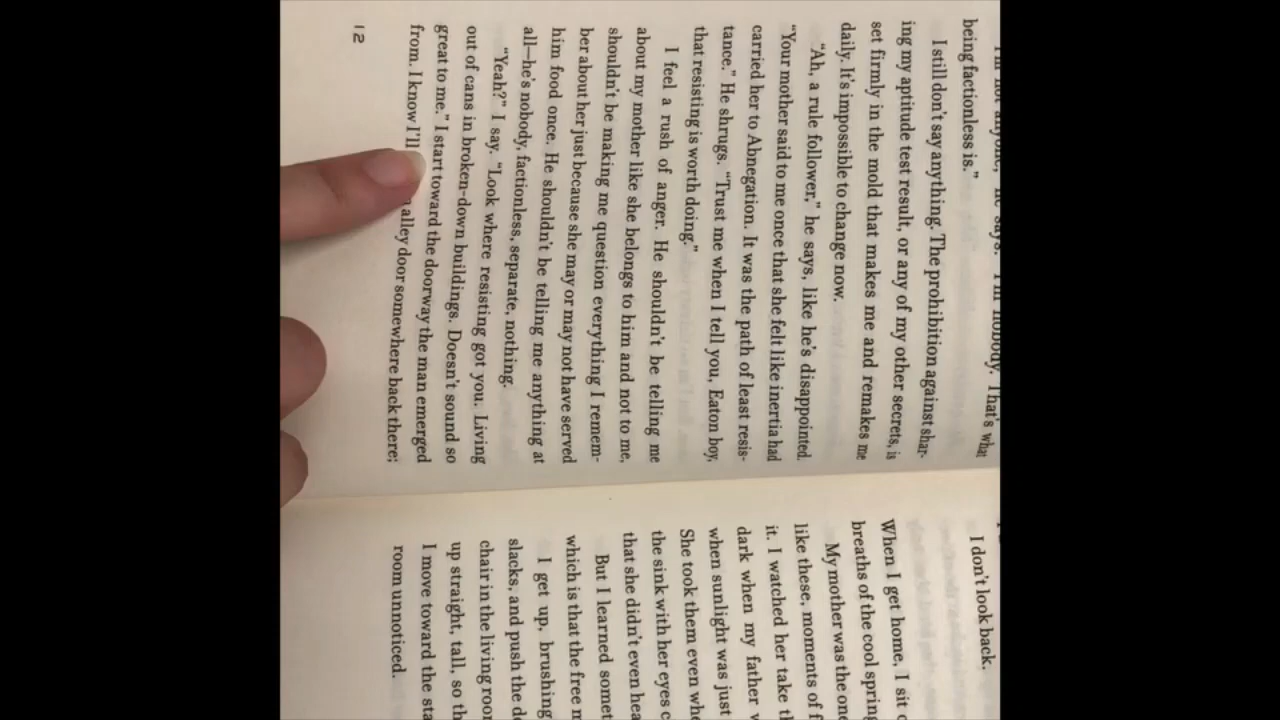 I'm not anyone," he says. "I'm nobody. That's what
being factionless is."
I still don't say anything. The prohibition against shar-
ing my aptitude test result, or any of my other secrets, is
set firmly in the mold that makes me and remakes me
daily. It's impossible to change now.
"Ah, a rule follower," he says, like he's disappointed.
"Your mother said to me once that she felt like inertia had
carried her to Abnegation. It was the path of least resis-
tance." He shrugs. "Trust me when I tell you, Eaton boy,
that resisting is worth doing."
I feel a rush of anger. He shouldn't be telling me
about my mother like she belongs to him and not to me,
shouldn't be making me question everything I remem-
ber about her just because she may or may not have served
him food once. He shouldn't be telling me anything at
all—he's nobody, factionless, separate, nothing.
"Yeah?" I say. "Look where resisting got you. Living
out of cans in broken-down buildings. Doesn't sound so
great to me." I start toward the doorway the man emerged
from. I know I'll alley door somewhere back there;
12
I don't look back.
When I get home, I sit
breaths of the cool spring
My mother was the one
like these, moments of
it. I watched her take
dark when my father
when sunlight was just
She took them even
the sink with her eyes
that she didn't even
But I learned
which is that the free
I get up, brushing
slacks, and push the
chair in the living
up straight, tall, so
I move toward the
room unnoticed.